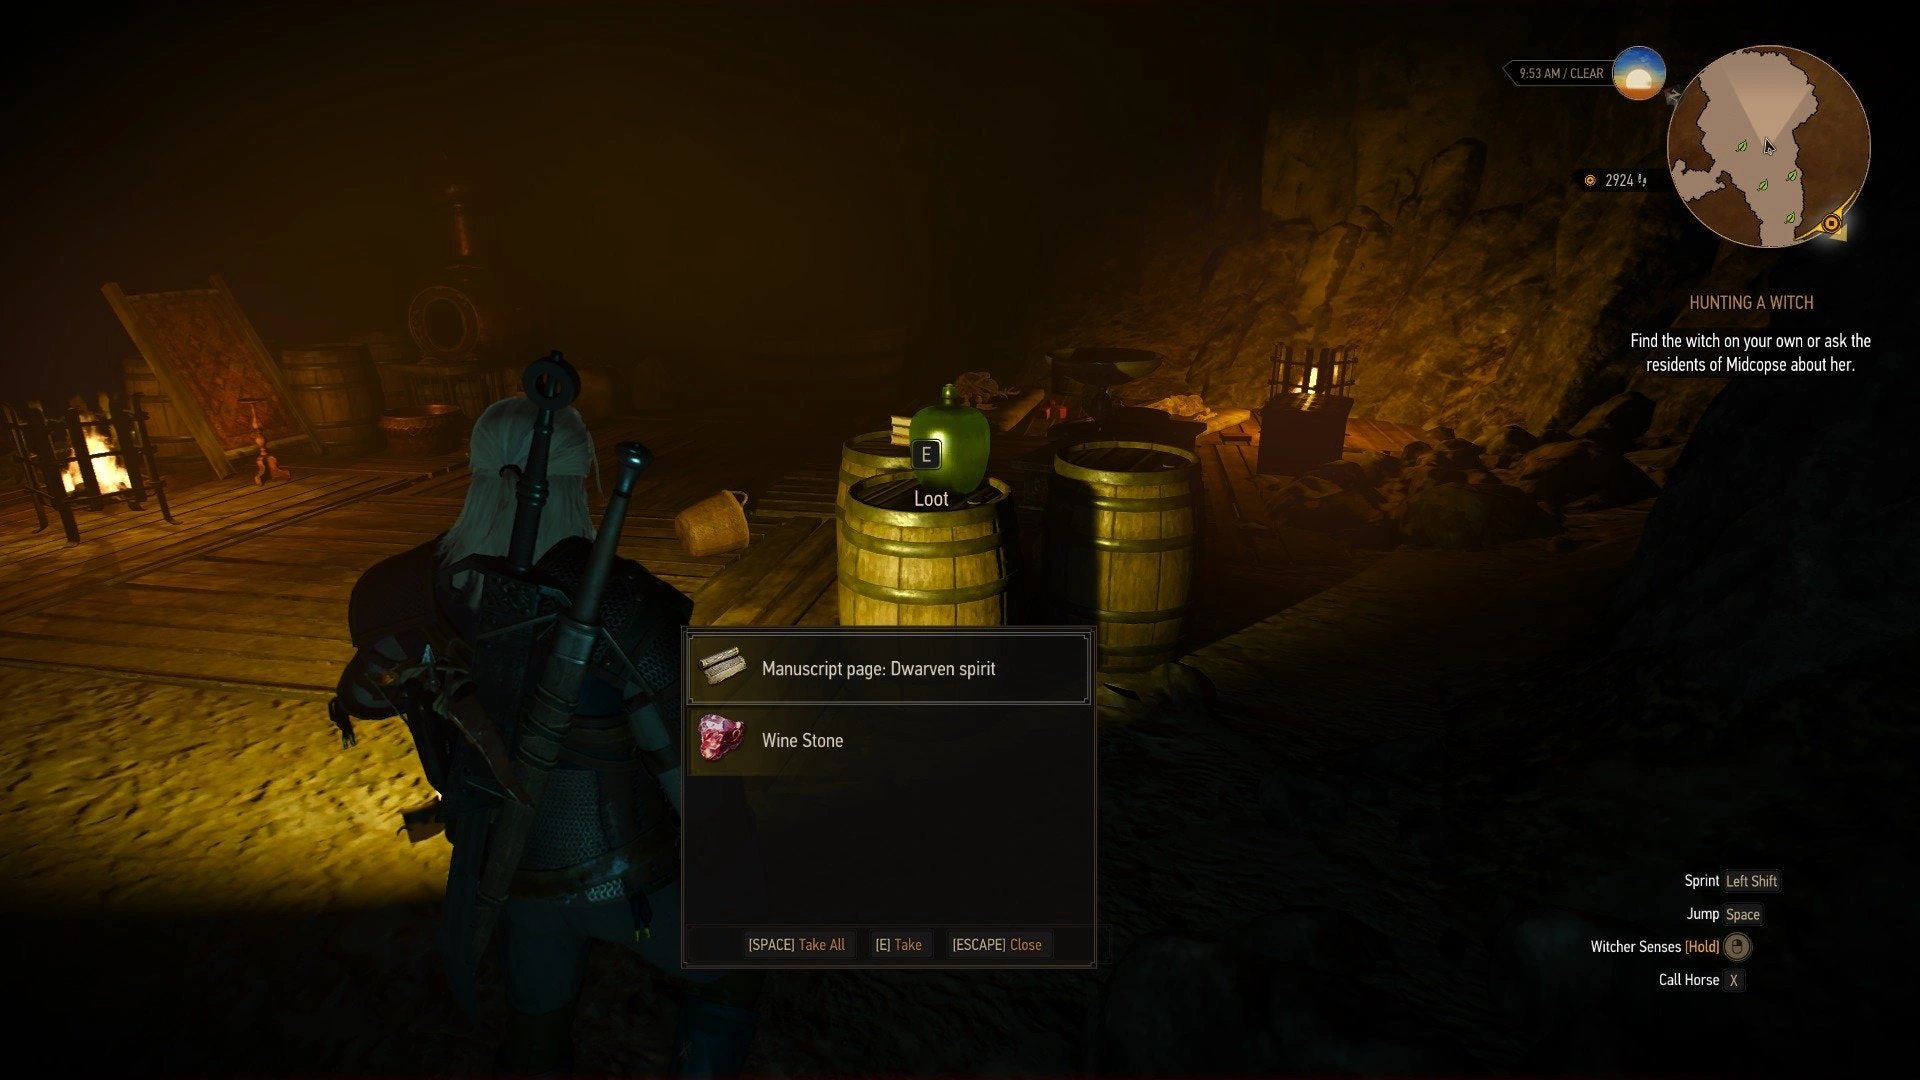 9:53 AM / CLEAR
2924
HUNTING A WITCH
Find the witch on your own or ask the
residents of Midcopse about her.
E
Loot
Manuscript page: Dwarven spirit
Wine Stone
[SPACE] Take All [E] Take [ESCAPE] Close
Sprint Left Shift
Jump Space
Witcher Senses [Hold]
Call Horse X